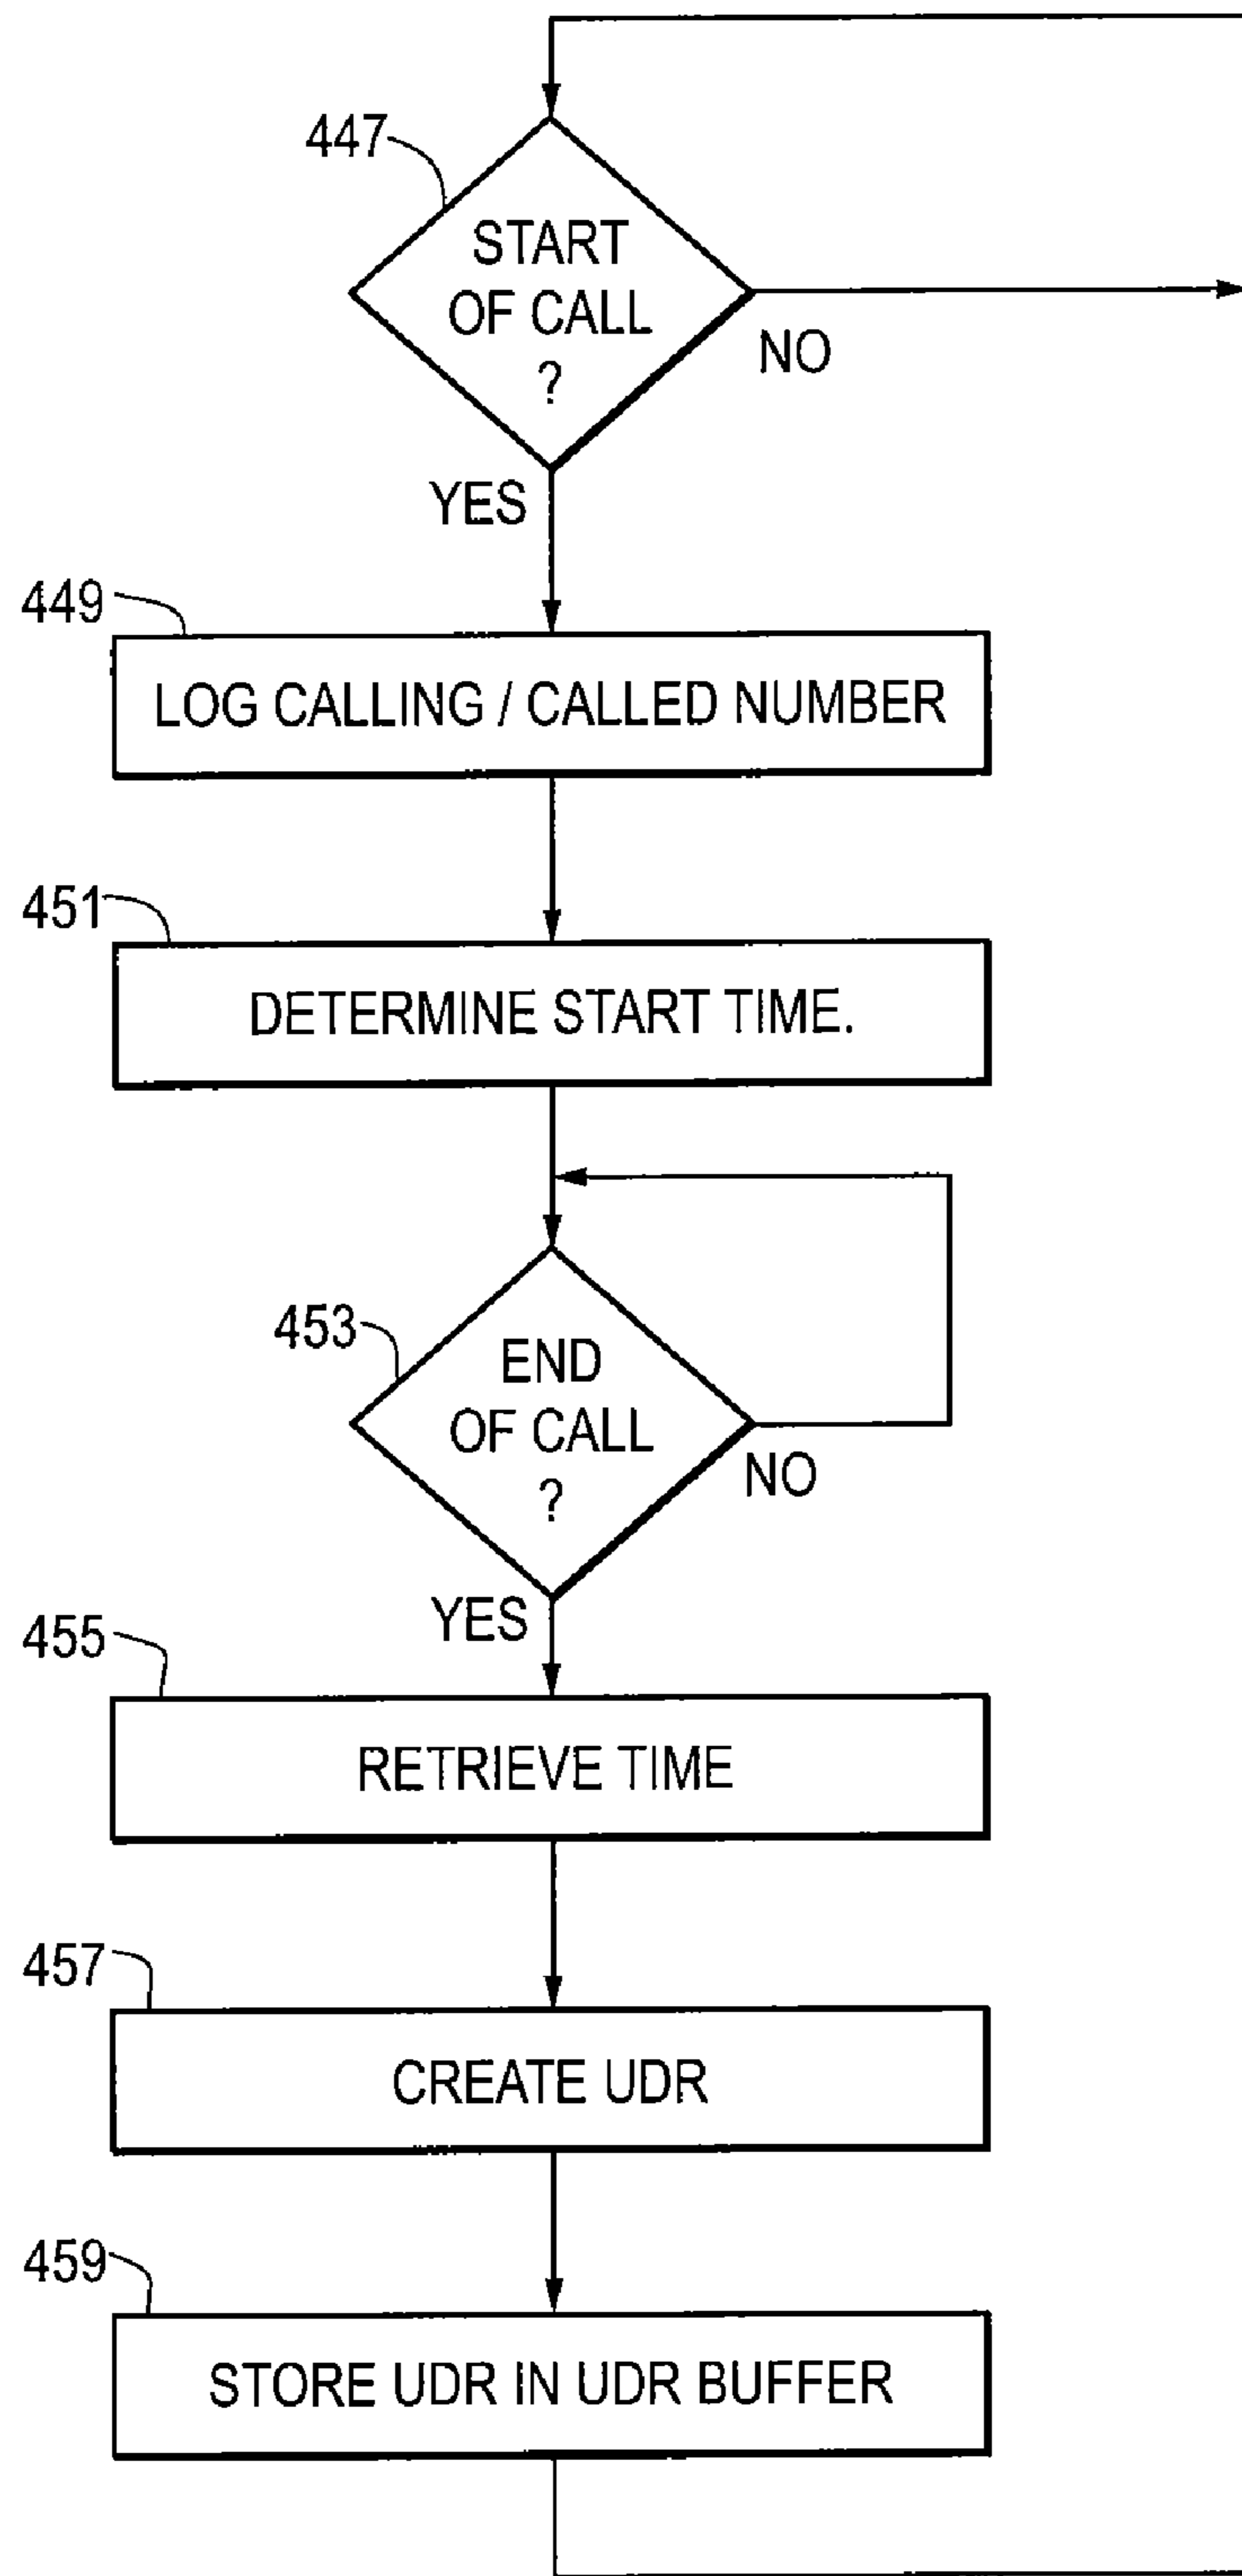 447
START
OF CALL
?
NO
YES
449
LOG CALLING / CALLED NUMBER
451
DETERMINE START TIME.
453
END
OF CALL
?
NO
YES
455
RETRIEVE TIME
457
CREATE UDR
459
STORE UDR IN UDR BUFFER